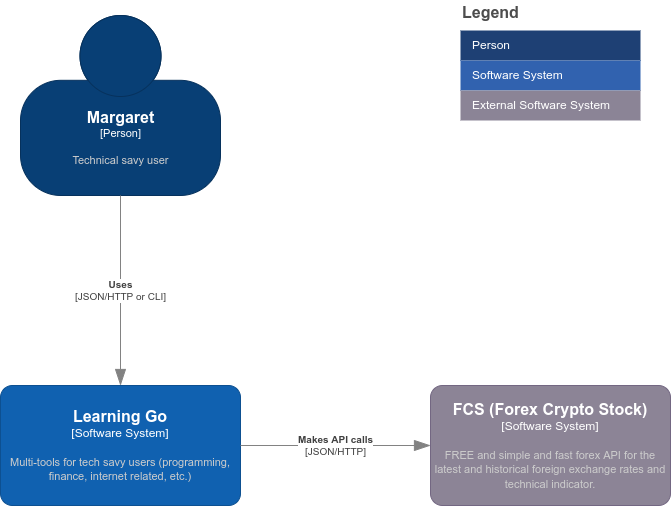 Legend
Person
Software System
External Software System
Margaret
[Person]
Technical savy user
Uses
[JSON/HTTP or CLI]
Learning Go
[Software System]
Multi-tools for tech savy users (programming,
finance, internet related, etc.)
Makes API calls
[JSON/HTTP]
FCS (Forex Crypto Stock)
[Software System]
FREE and simple and fast forex API for the
latest and historical foreign exchange rates and
technical indicator.